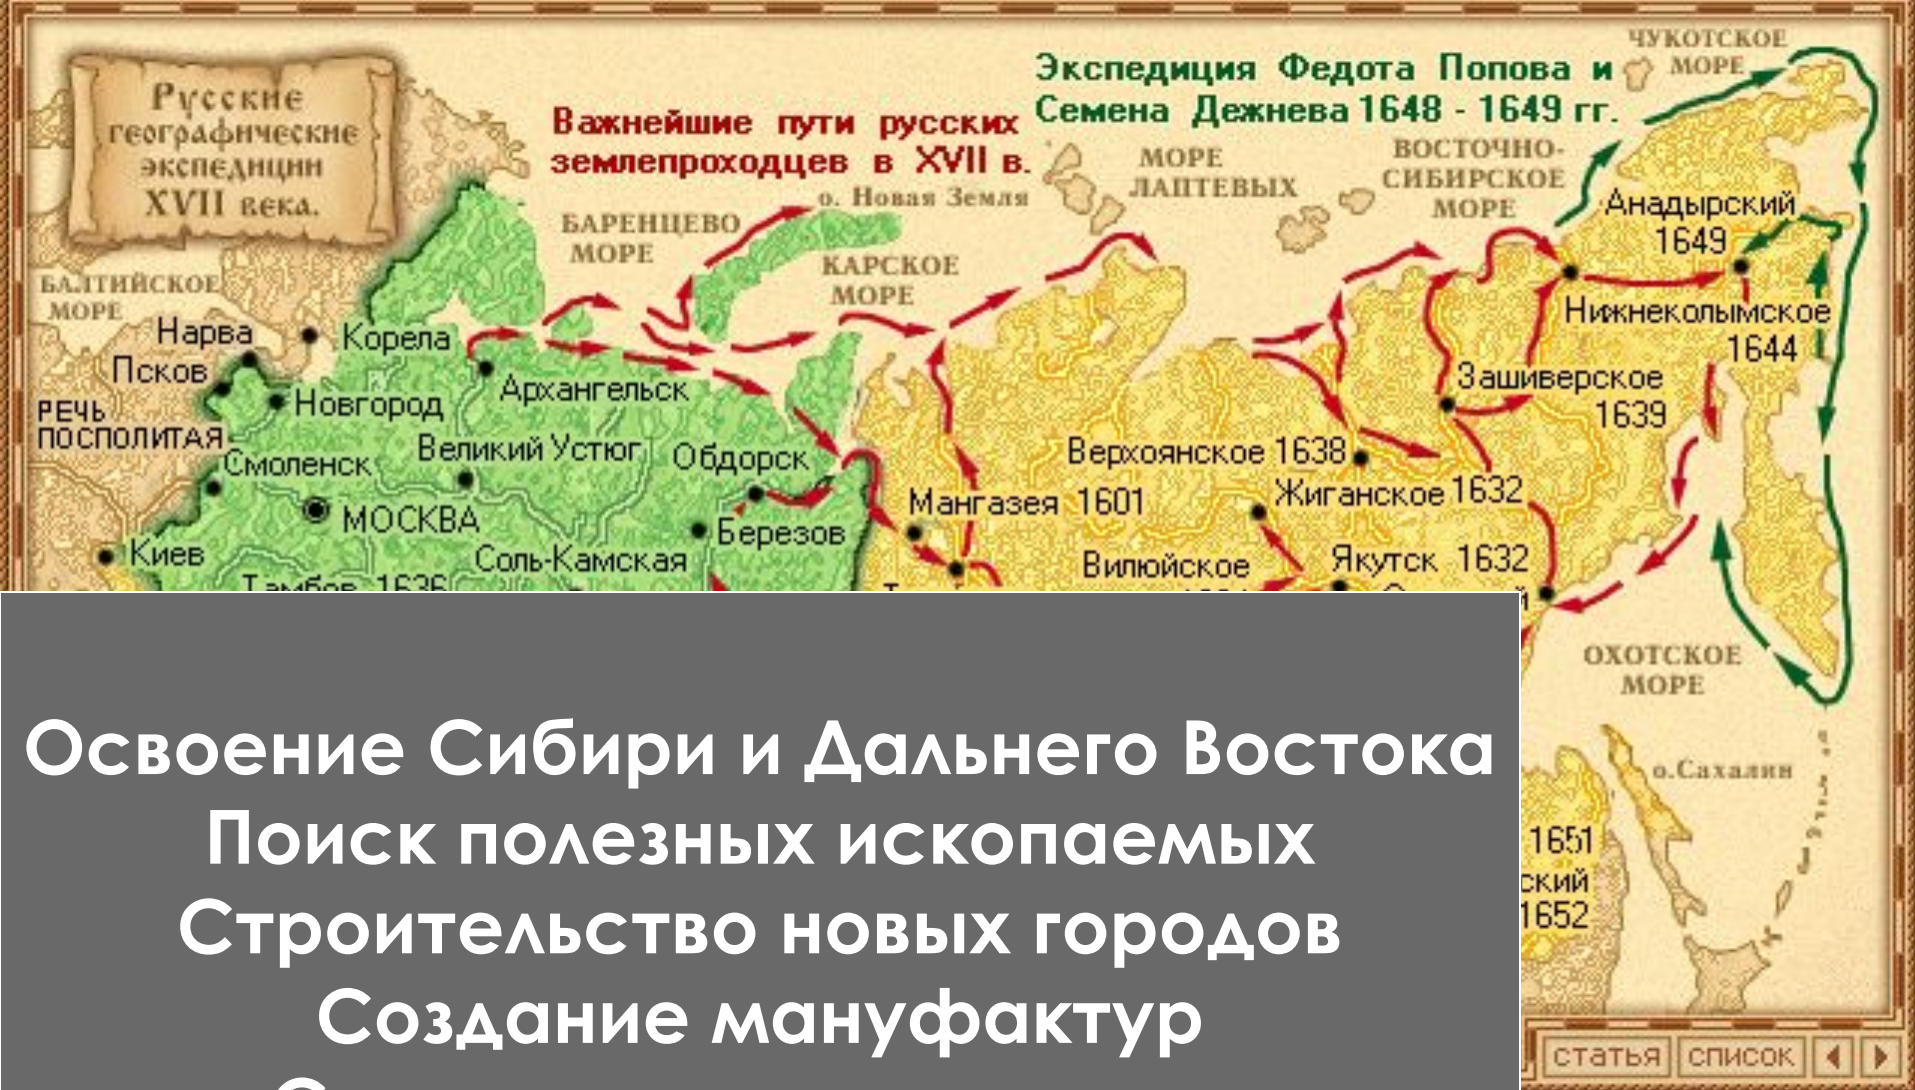 Русские
географические
экспедиции
XVII века.
Важнейшие пути русских
землепроходцев в XVII в.
Экспедиция Федота Попова и
Семена Дежнева 1648 - 1649 гг.
ЧУКОТСКОЕ
МОРЕ
ВОСТОЧНО-
СИБИРСКОЕ
МОРЕ
МОРЕ
ЛАПТЕВЫХ
о. Новая Земля
БАРЕНЦЕВО
МОРЕ
КАРСКОЕ
МОРЕ
БАЛТИЙСКОЕ
МОРЕ
Анадырский
1649
Нижнеколымское
1644
Нарва
Корела
Псков
Архангельск
Новгород
РЕЧЬ
ПОСПОЛИТАЯ
Зашиверское
1639
Великий Устюг
Обдорск
Верхоянское 1638
Смоленск
Жиганское 1632
Мангазея 1601
МОСКВА
Березов
Киев
Соль-Камская
Вилюйское
Якутск 1632
Тамбов 1636
ОХОТСКОЕ
МОРЕ
о.Сахалин
1651
ский
1652
Освоение Сибири и Дальнего Востока
Поиск полезных ископаемых
Строительство новых городов
Создание мануфактур
статья
список